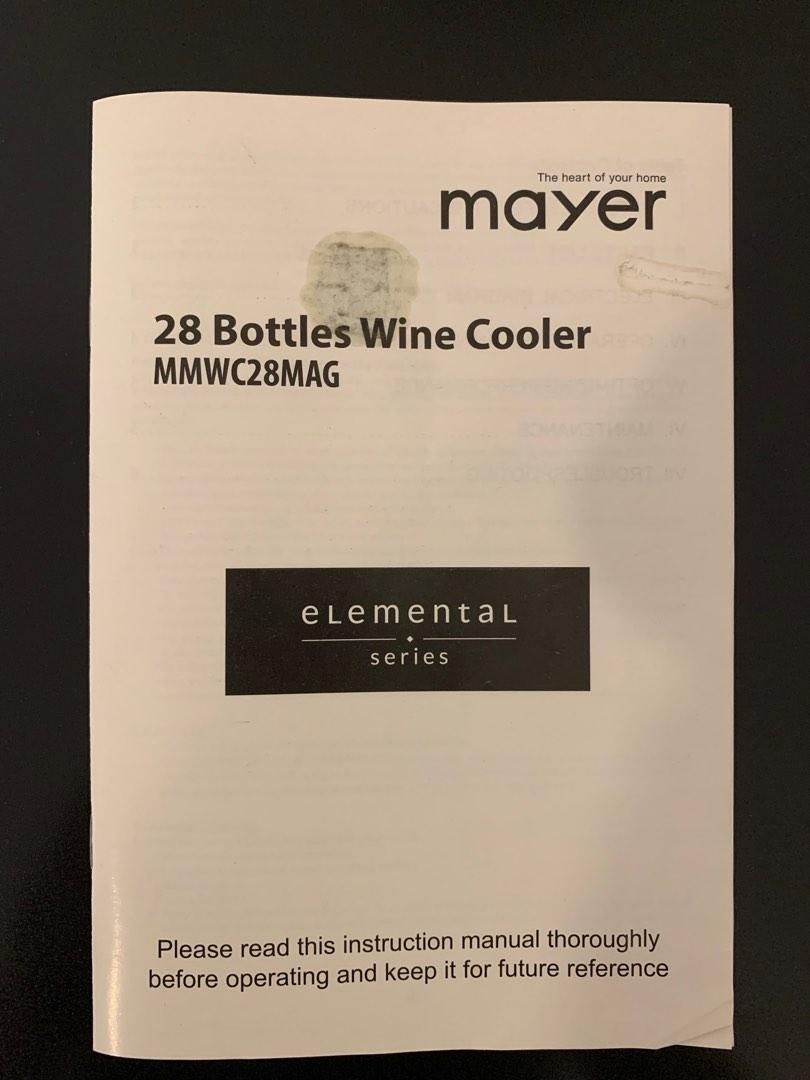 The heart of your home
mayer
28 Bottles Wine Cooler
MMWC28MAG
eLementaL
series
Please read this instruction manual thoroughly
before operating and keep it for future reference